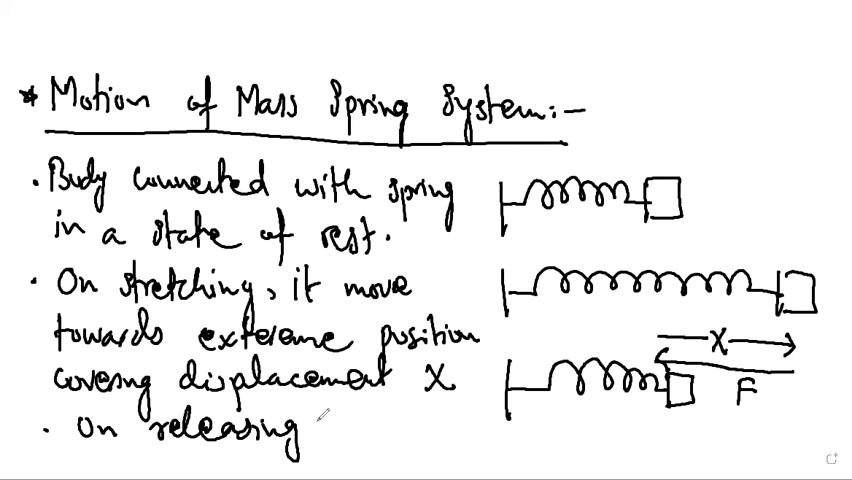 * Motion of Mass Spring System:-
• Body connected with spring
in a state of rest.
• On stretching, it move
towards extereme position
covering displacement X
• On releasing
X
F